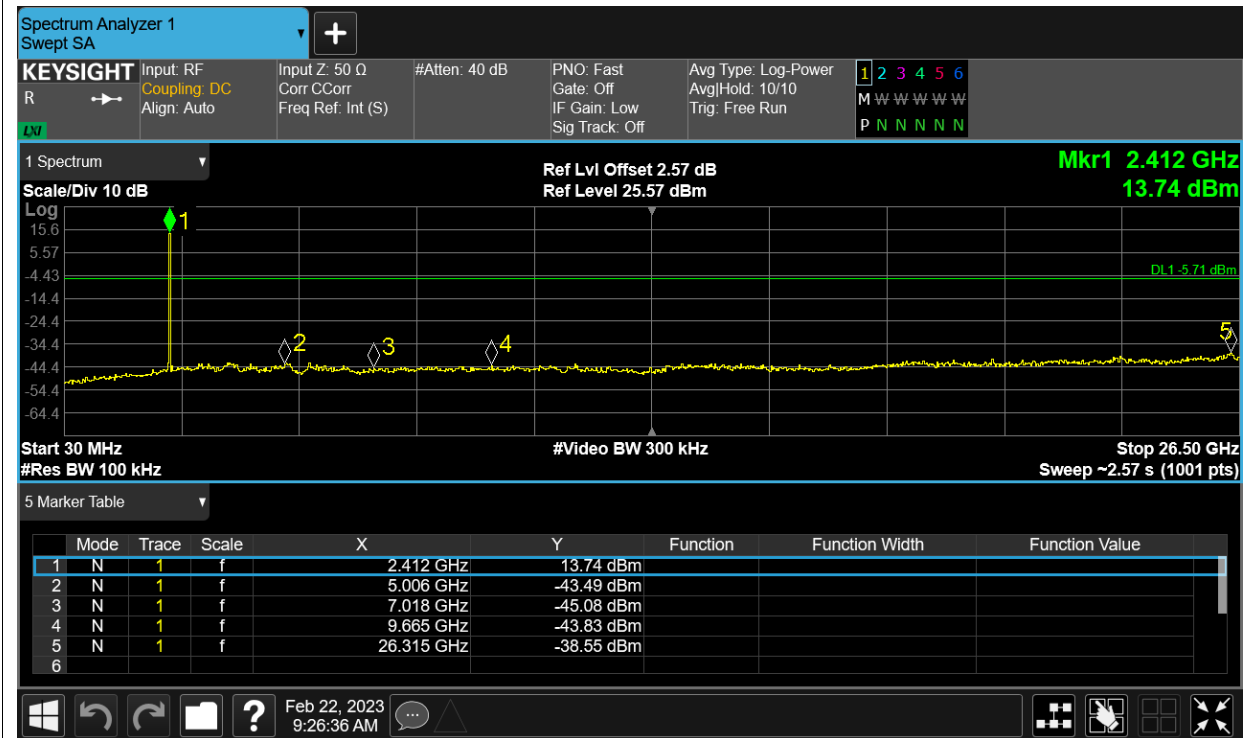 Spectrum Analyzer 1
Swept SA
+
KEYSIGHT Input: RF Input Z: 50 Ω #Atten: 40 dB PNO: Fast Avg Type: Log-Power 1 2 3 4 5 6
R Coupling: DC Corr CCorr Gate: Off Avg|Hold: 10/10 M W W W W W
Align: Auto Freq Ref: Int (S) IF Gain: Low Trig: Free Run
LXI Sig Track: Off P N N N N N
1 Spectrum
Ref Lvl Offset 2.57 dB Mkr1 2.412 GHz
Scale/Div 10 dB Ref Level 25.57 dBm 13.74 dBm
Log
1
15.6
5.57
-4.43 DL1 -5.71 dBm
-14.4
-24.4
2 3 4 5
-34.4
-44.4
-54.4
-64.4
Start 30 MHz #Video BW 300 kHz Stop 26.50 GHz
#Res BW 100 kHz Sweep ~2.57 s (1001 pts)
5 Marker Table
Mode Trace Scale X Y Function Function Width Function Value
1 N 1 f 2.412 GHz 13.74 dBm
2 N 1 f 5.006 GHz -43.49 dBm
3 N 1 f 7.018 GHz -45.08 dBm
4 N 1 f 9.665 GHz -43.83 dBm
5 N 1 f 26.315 GHz -38.55 dBm
6
? Feb 22, 2023
9:26:36 AM